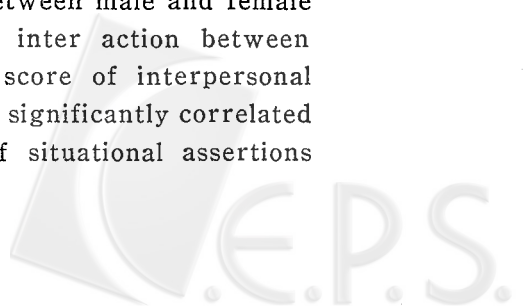 between male and female
inter action between
score of interpersonal
significantly correlated
f situational assertions
C.E.P.S.